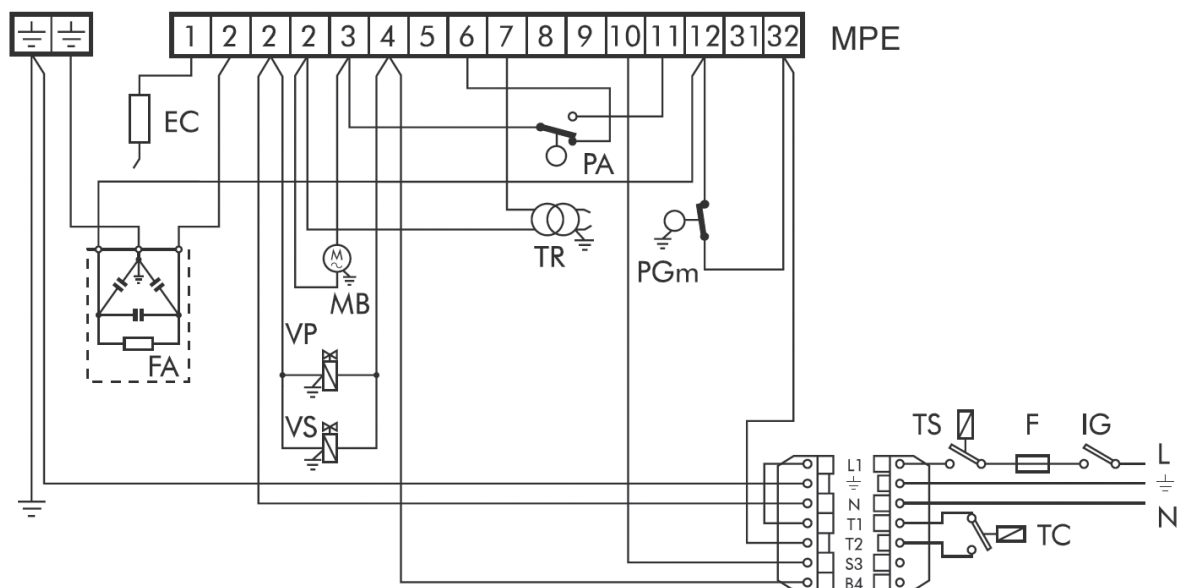 1 2 2 2 3 4 5 6 7 8 9 10 11 12 31 32 MPE
EC
PA
TR
PGm
M
~
MB
VP
FA
VS
TS F IG
L
L1
N
N
T1
TC
T2
S3
B4